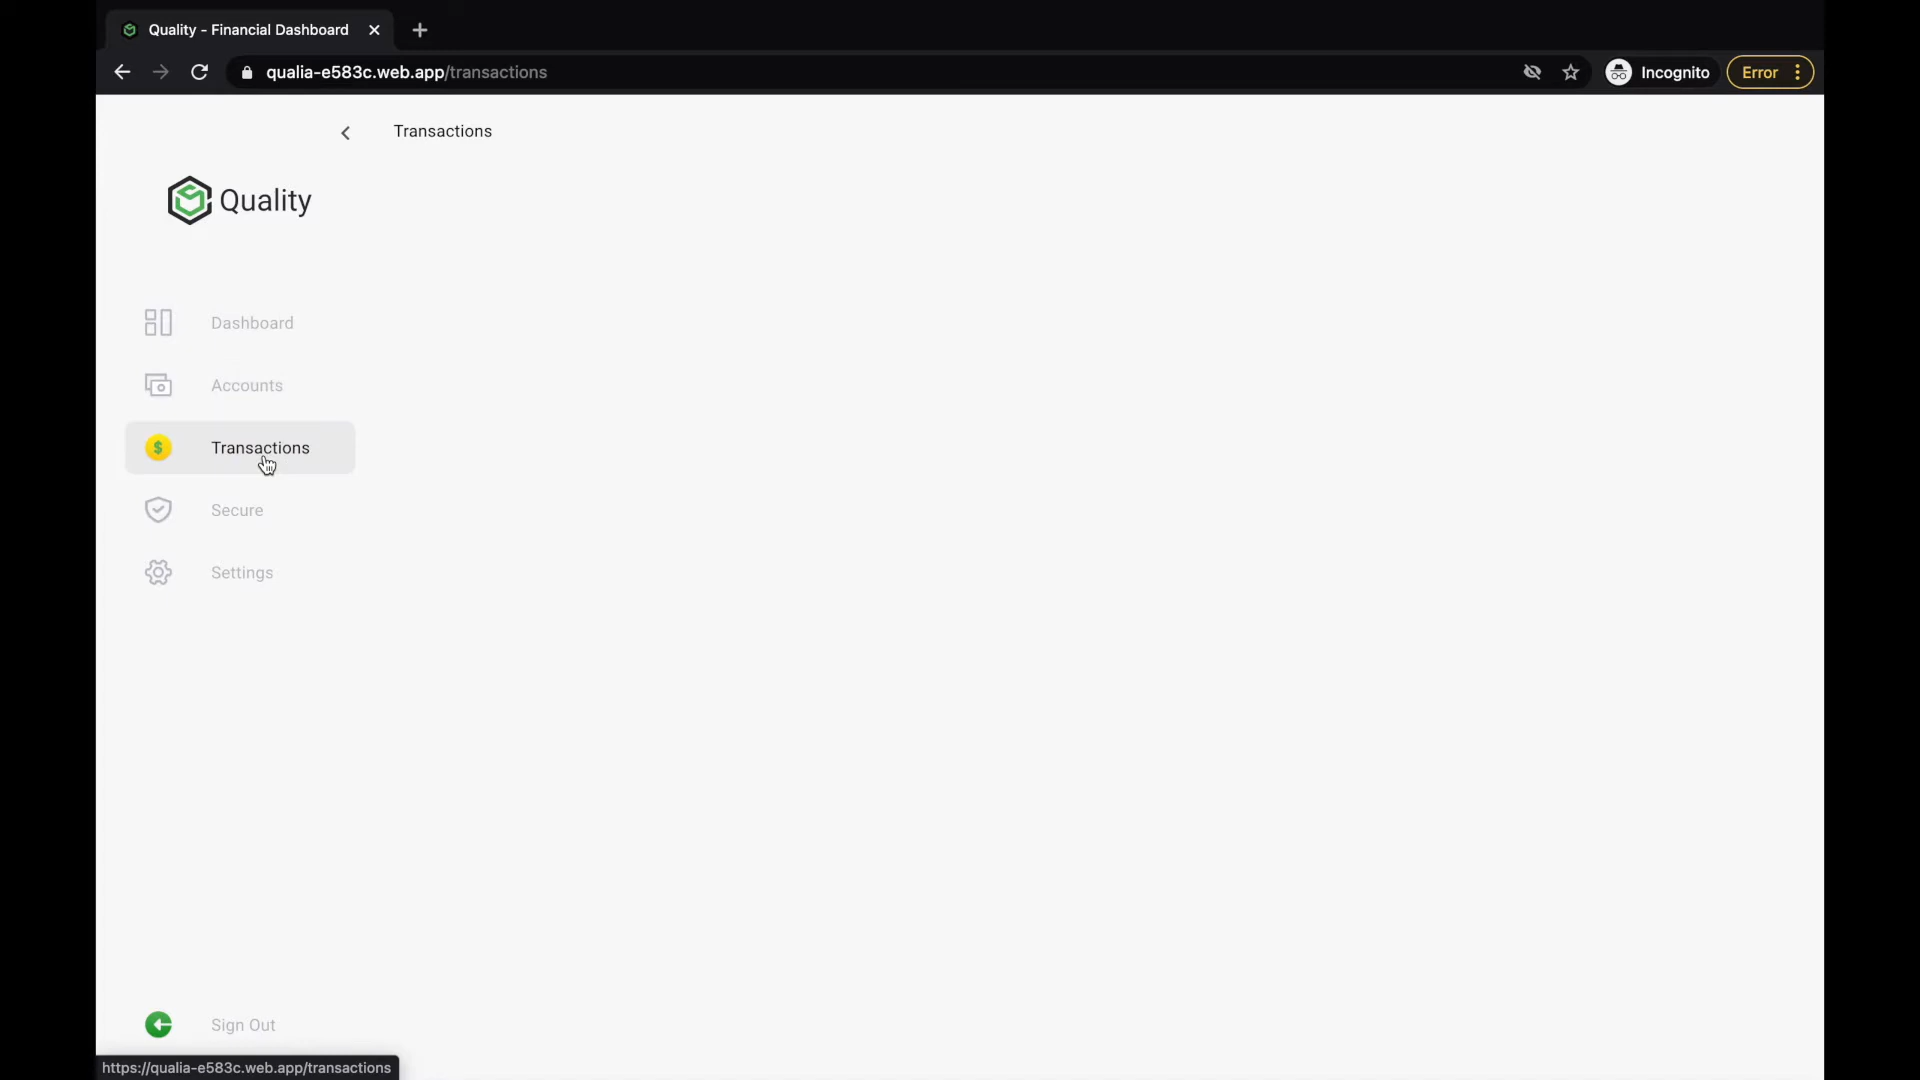 Quality - Financial Dashboard
qualia-e583c.web.app/transactions
Incognito
Error
Transactions
Quality
Dashboard
Accounts
$ Transactions
Secure
Settings
Sign Out
https://qualia-e583c.web.app/transactions